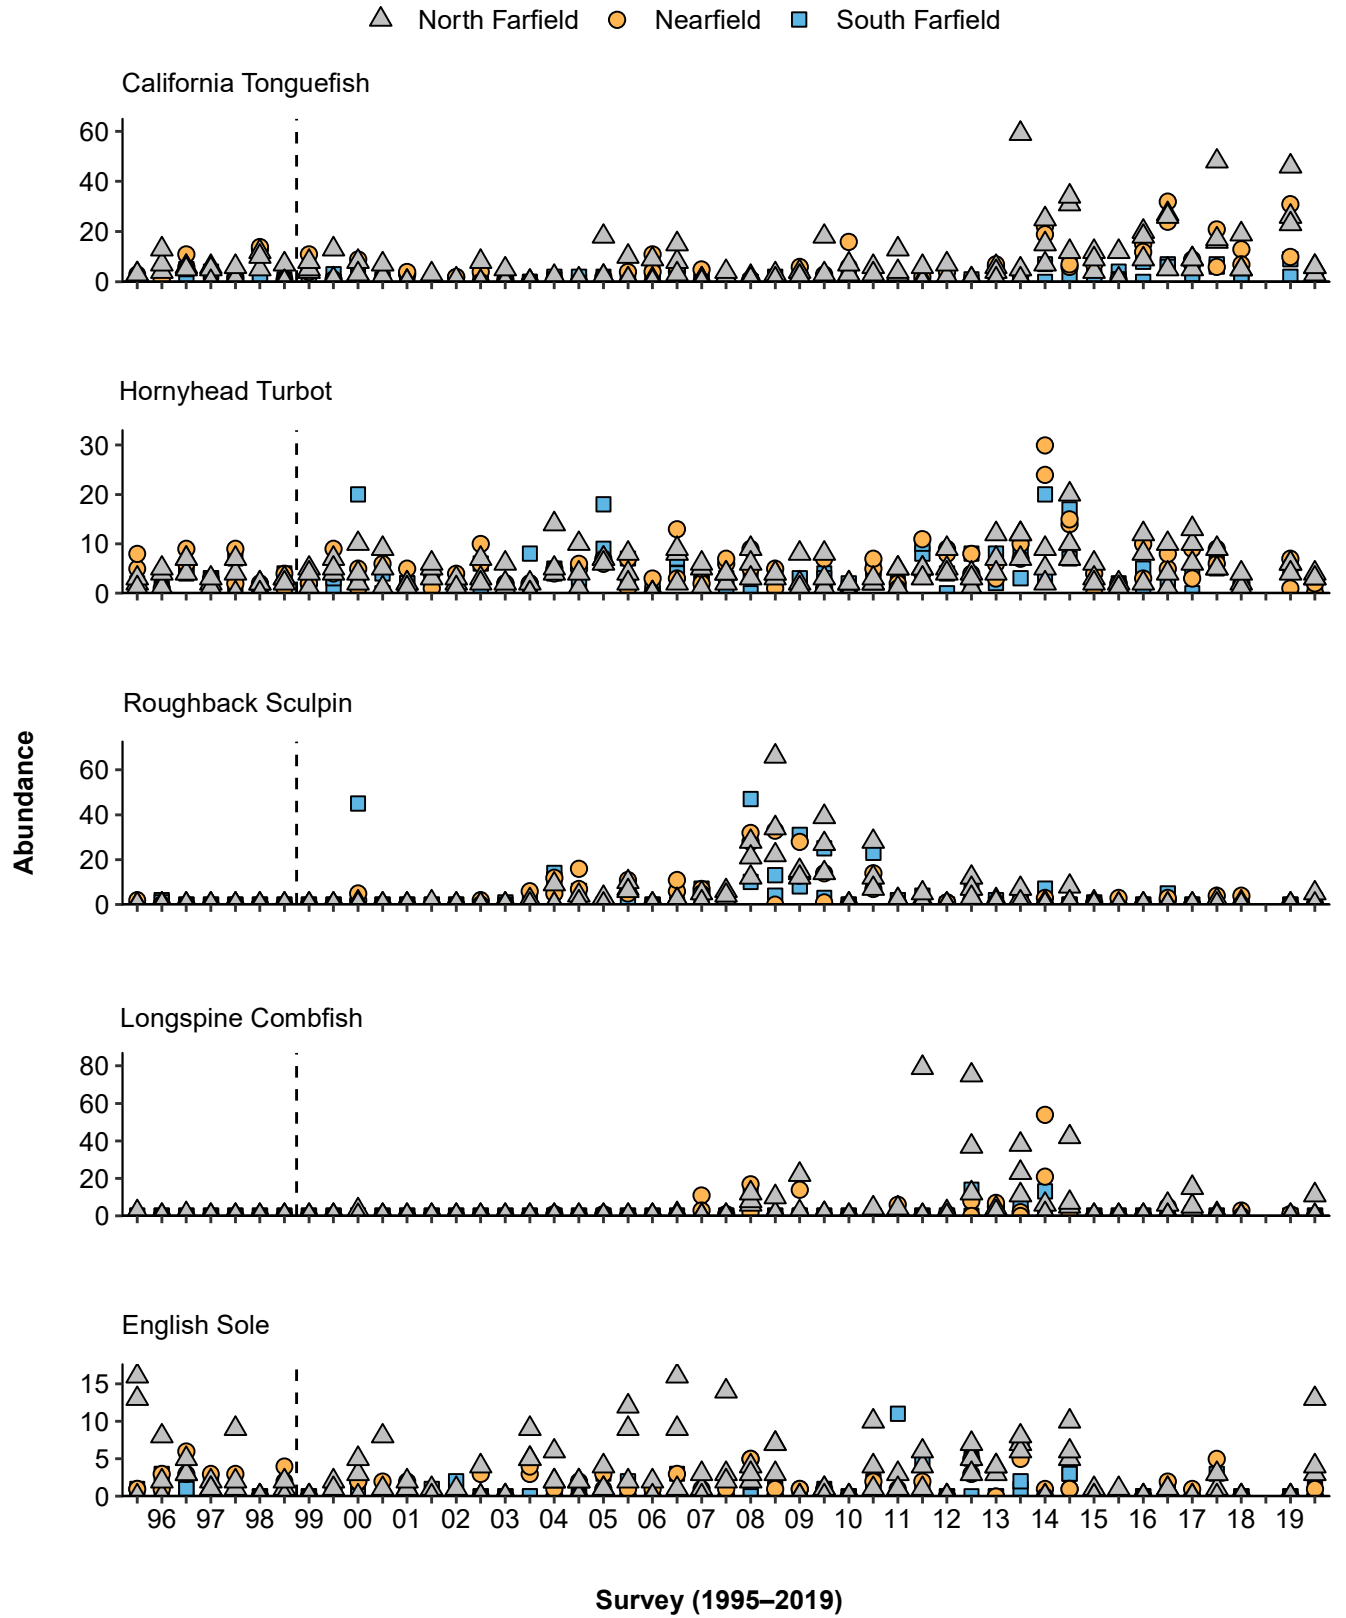 North Farfield Nearfield South Farfield
California Tonguefish
60
40
20
0
Hornyhead Turbot
30
20
10
0
Roughback Sculpin
60
40
20
0
Abundance
Longspine Combfish
80
60
40
20
0
English Sole
15
10
5
0
96 97 98 99 00 01 02 03 04 05 06 07 08 09 10 11 12 13 14 15 16 17 18 19
Survey (1995–2019)